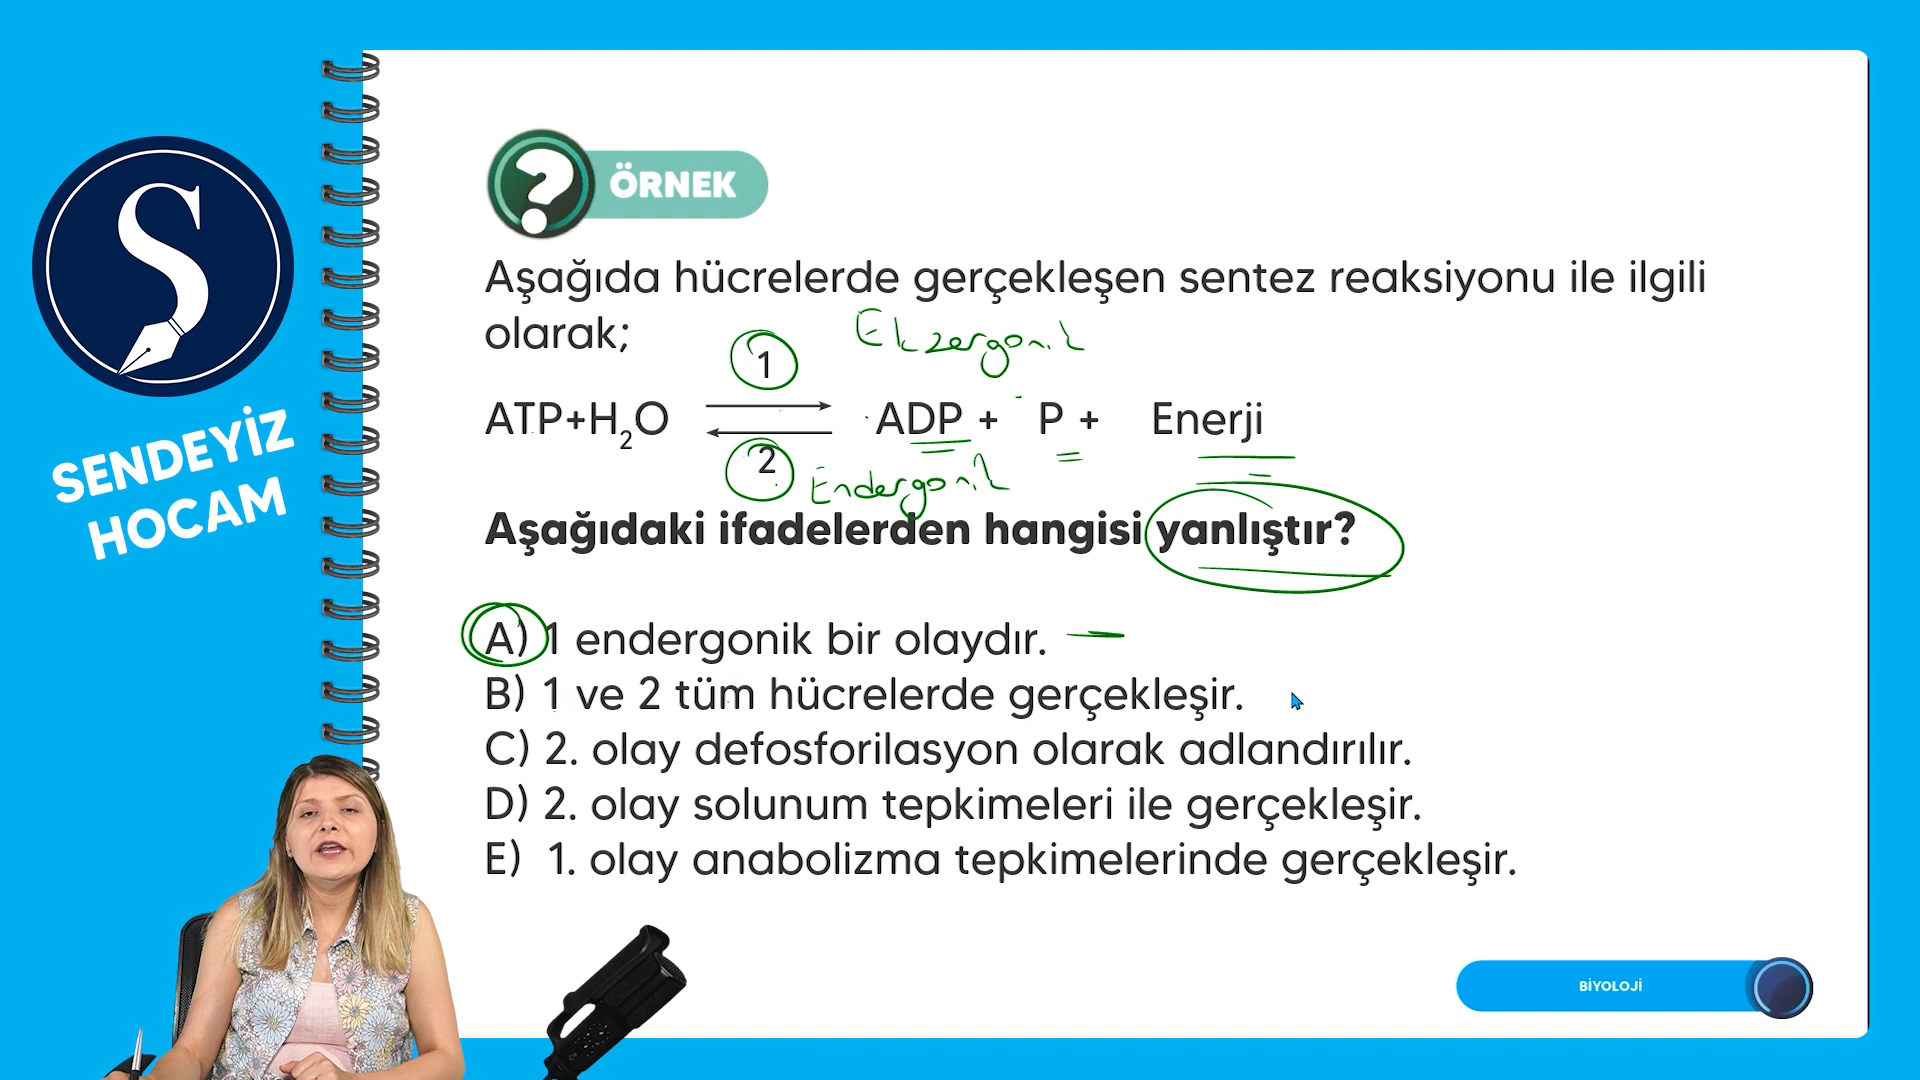 SENDEYİZ
HOCAM
ÖRNEK
Aşağıda hücrelerde gerçekleşen sentez reaksiyonu ile ilgili
olarak;
1 Ekzergonik
ATP+H₂O ADP + P + Enerji
2 Endergonik
Aşağıdaki ifadelerden hangisi yanlıştır?
A) 1 endergonik bir olaydır.
B) 1 ve 2 tüm hücrelerde gerçekleşir.
C) 2. olay defosforilasyon olarak adlandırılır.
D) 2. olay solunum tepkimeleri ile gerçekleşir.
E) 1. olay anabolizma tepkimelerinde gerçekleşir.
BİYOLOJİ